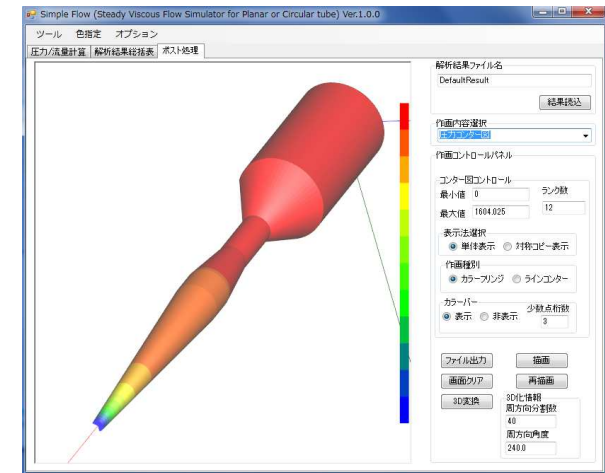 Simple Flow (Steady Viscous Flow Simulator for Planar or Circular tube) Ver.1.0.0
ツール 色指定 オプション
圧力/流量計算 解析結果総括表 ポスト処理
解析結果ファイル名
DefaultResult
結果読込
作画内容選択
圧力コンター図
作画コントロールパネル
コンター図コントロール
最小値 0 ランク数
最大値 1604.025 12
表示法選択
単体表示 対称コピー表示
作画種別
カラーフリンジ ラインコンター
カラーバー 少数点桁数
表示 非表示 3
ファイル出力 描画
画面クリア 再描画
3D変換 3D化情報
周方向分割数
40
周方向角度
240.0